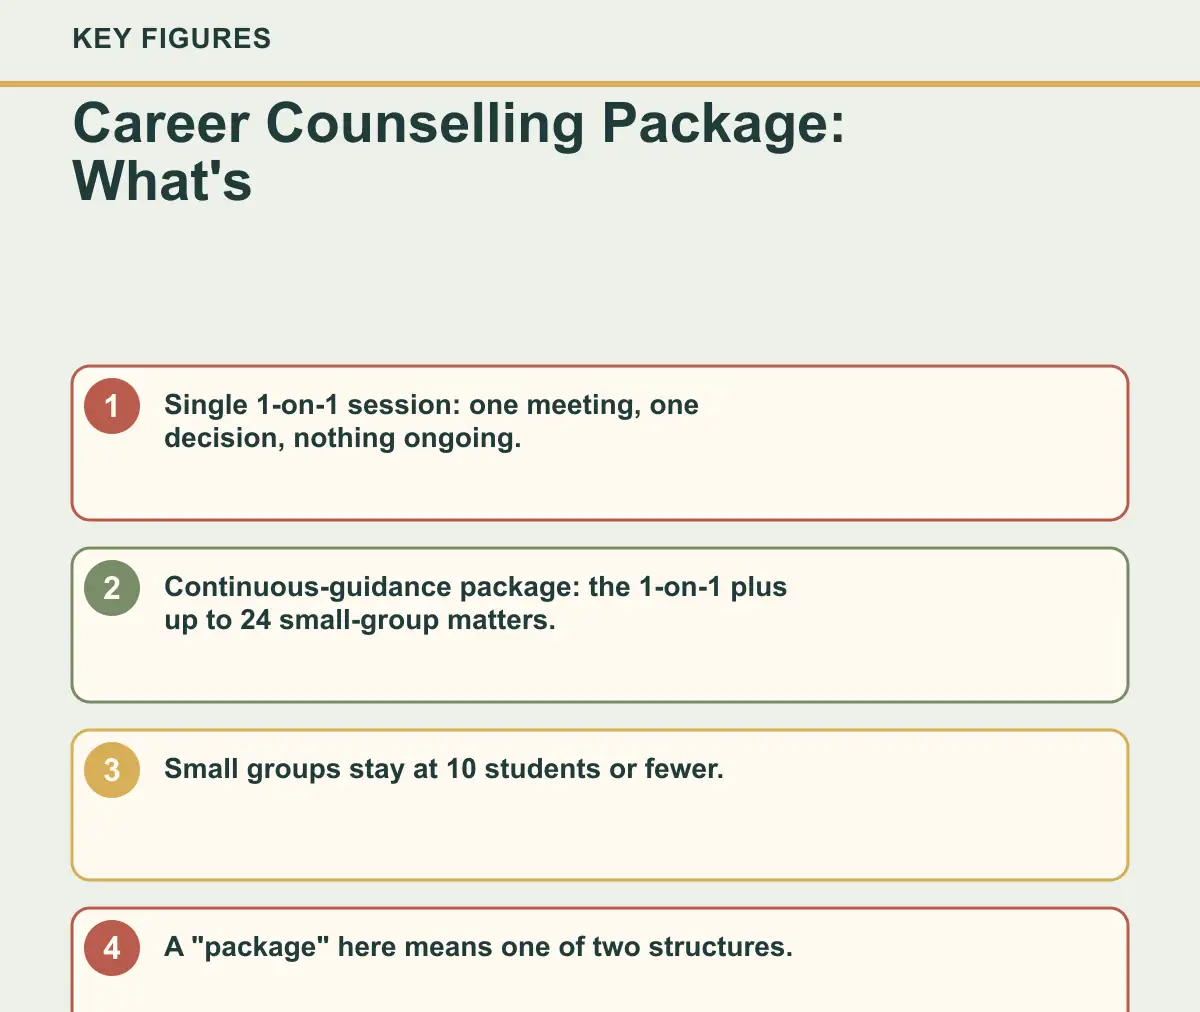 KEY FIGURES
Career Counselling Package:
What's
1
Single 1-on-1 session: one meeting, one
decision, nothing ongoing.
2
Continuous-guidance package: the 1-on-1 plus
up to 24 small-group matters.
3
Small groups stay at 10 students or fewer.
4
A "package" here means one of two structures.